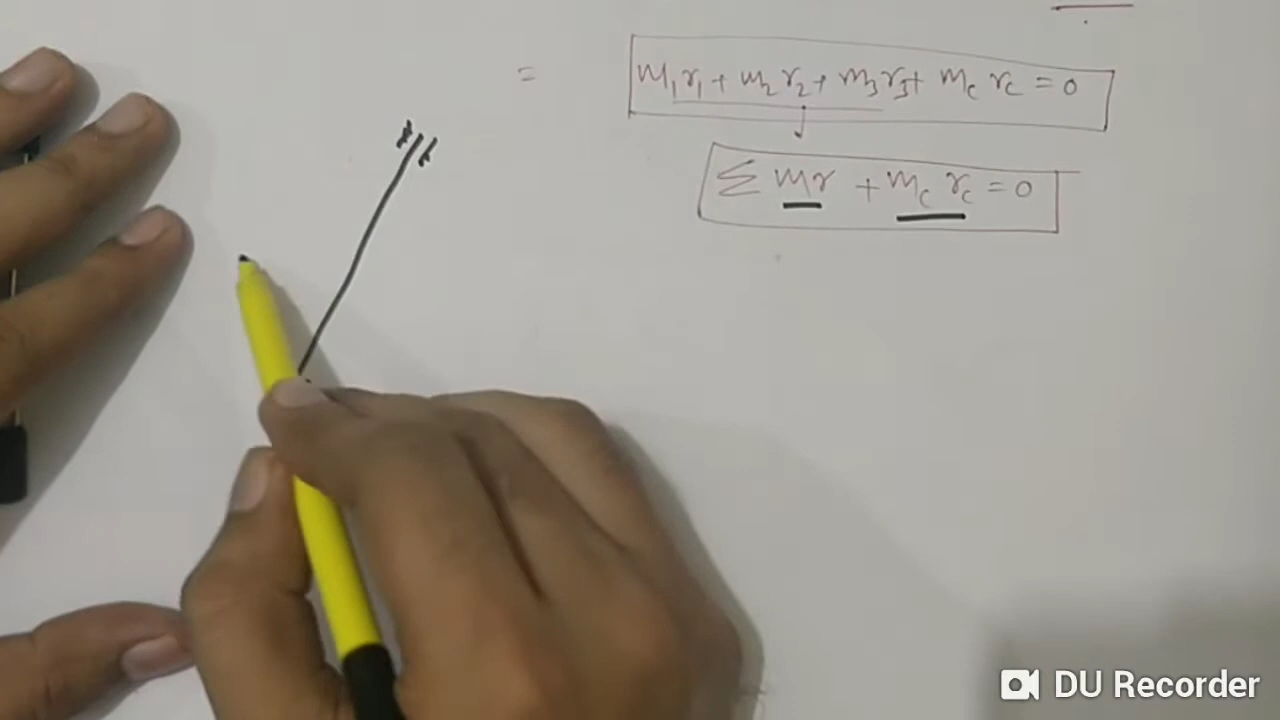 = m₁r₁ + m₂r₂ + m₃r₃ + m_c r_c = 0
Σ mr + m_c r_c = 0
DU Recorder